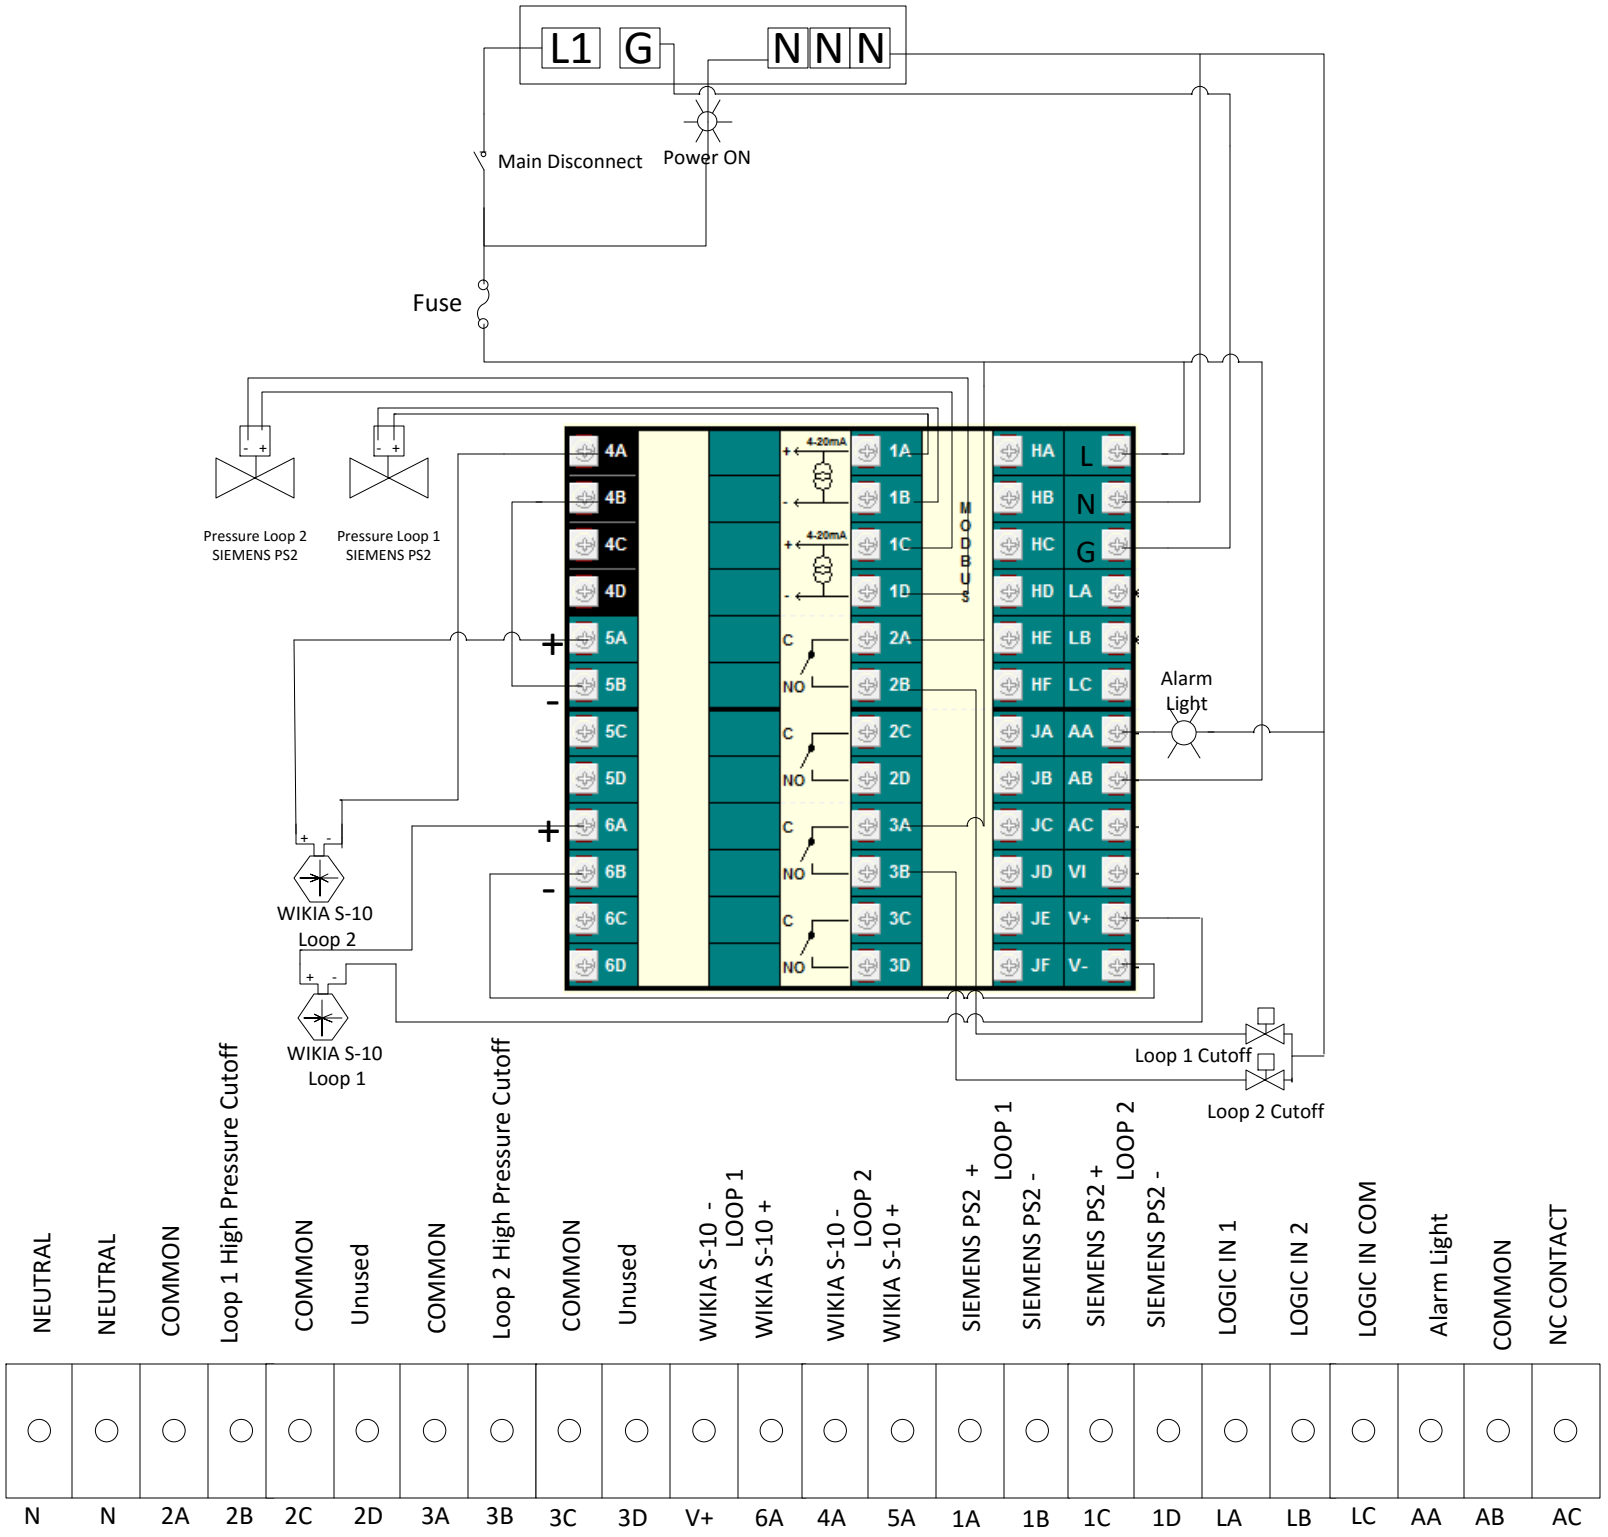 L1 G N N N
Main Disconnect
Power ON
Fuse
- +
- +
Pressure Loop 2
SIEMENS PS2
Pressure Loop 1
SIEMENS PS2
4A
4B
4C
4D
+ 5A
- 5B
5C
5D
+ 6A
- 6B
6C
6D
+ 4-20mA
-
+ 4-20mA
-
C
NO
C
NO
C
NO
C
NO
1A
1B
1C
1D
2A
2B
2C
2D
3A
3B
3C
3D
MODBUS
HA L
HB N
HC G
HD LA
HE LB
HF LC
JA AA
JB AB
JC AC
JD VI
JE V+
JF V-
Alarm
Light
+ -
WIKIA S-10
Loop 2
+ -
WIKIA S-10
Loop 1
Loop 1 Cutoff
Loop 2 Cutoff
NEUTRAL
NEUTRAL
COMMON
Loop 1 High Pressure Cutoff
COMMON
Unused
COMMON
Loop 2 High Pressure Cutoff
COMMON
Unused
WIKIA S-10 -
LOOP 1
WIKIA S-10 +
WIKIA S-10 -
LOOP 2
WIKIA S-10 +
SIEMENS PS2 +
LOOP 1
SIEMENS PS2 -
SIEMENS PS2 +
LOOP 2
SIEMENS PS2 -
LOGIC IN 1
LOGIC IN 2
LOGIC IN COM
Alarm Light
COMMON
NC CONTACT
N N 2A 2B 2C 2D 3A 3B 3C 3D V+ 6A 4A 5A 1A 1B 1C 1D LA LB LC AA AB AC